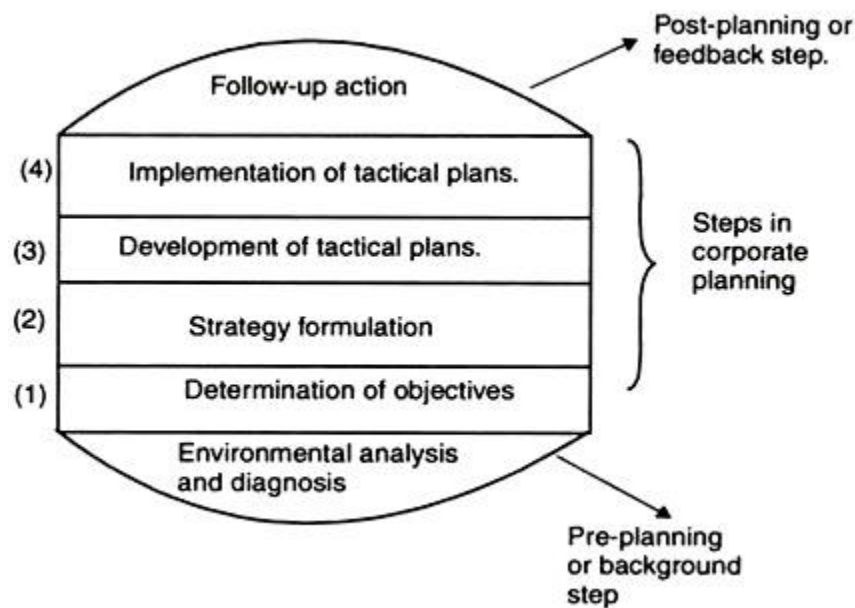 Post-planning or
feedback step.
Follow-up action
(4)
Implementation of tactical plans.
(3)
Development of tactical plans.
Steps in
corporate
planning
(2)
Strategy formulation
(1)
Determination of objectives
Environmental analysis
and diagnosis
Pre-planning
or background
step